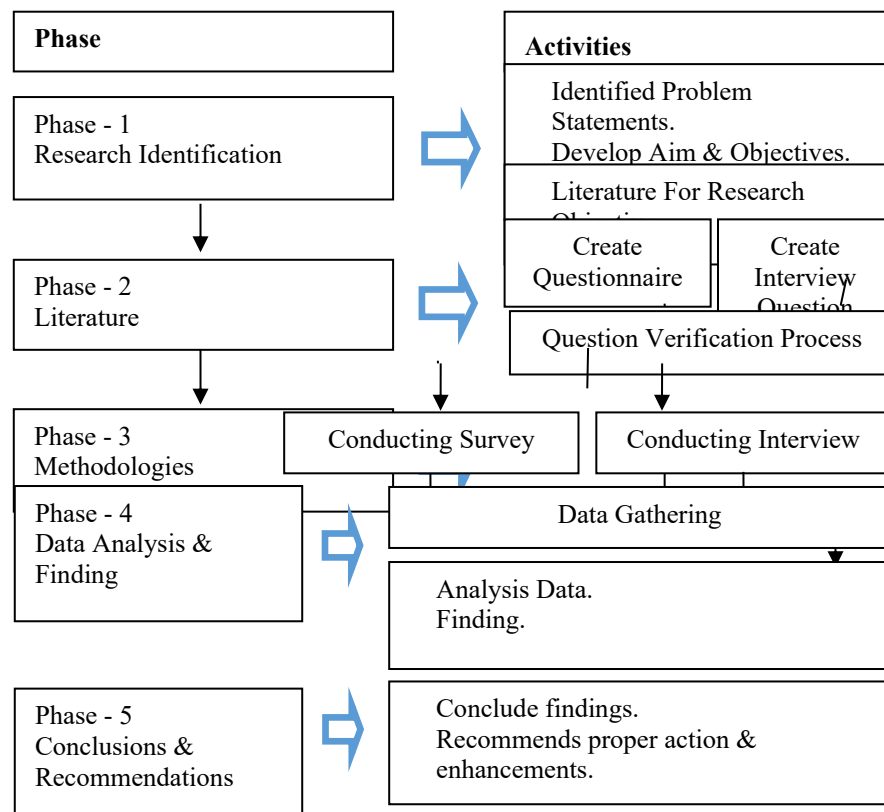 Phase
Activities
Phase - 1
Research Identification
Identified Problem
Statements.
Develop Aim & Objectives.
Literature For Research
Phase - 2
Literature
Create
Questionnaire
Create
Interview
Question
Question Verification Process
Phase - 3
Methodologies
Conducting Survey
Conducting Interview
Phase - 4
Data Analysis &
Finding
Data Gathering
Analysis Data.
Finding.
Phase - 5
Conclusions &
Recommendations
Conclude findings.
Recommends proper action &
enhancements.